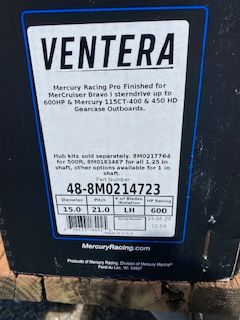 VENTERA
Mercury Racing Pro Finished for
MerCruiser Bravo I sterndrive up to
600HP & Mercury 115CT-400 & 450 HD
Gearcase Outboards.
Hub kits sold separately. 8M0217764
for 500R, 8M0183487 for all 1.25 in
shaft, other options available for 1 in
shaft.
Part Number
48-8M0214723
Diameter Pitch # of Blades /Rotation HP Rating
15.0 21.0 LH 600
MercuryRacing.com
Products of Mercury Racing, Division of Mercury Marine
Fond du Lac, WI 54937